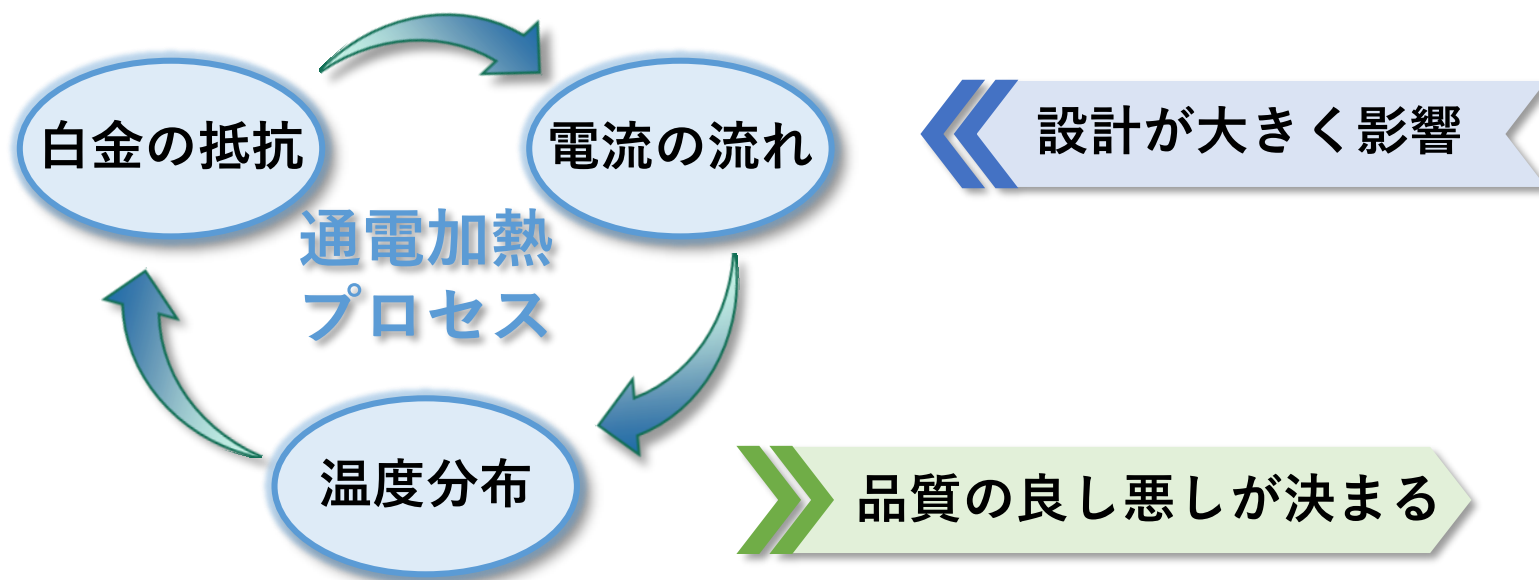 白金の抵抗
電流の流れ
設計が大きく影響
通電加熱
プロセス
温度分布
品質の良し悪しが決まる